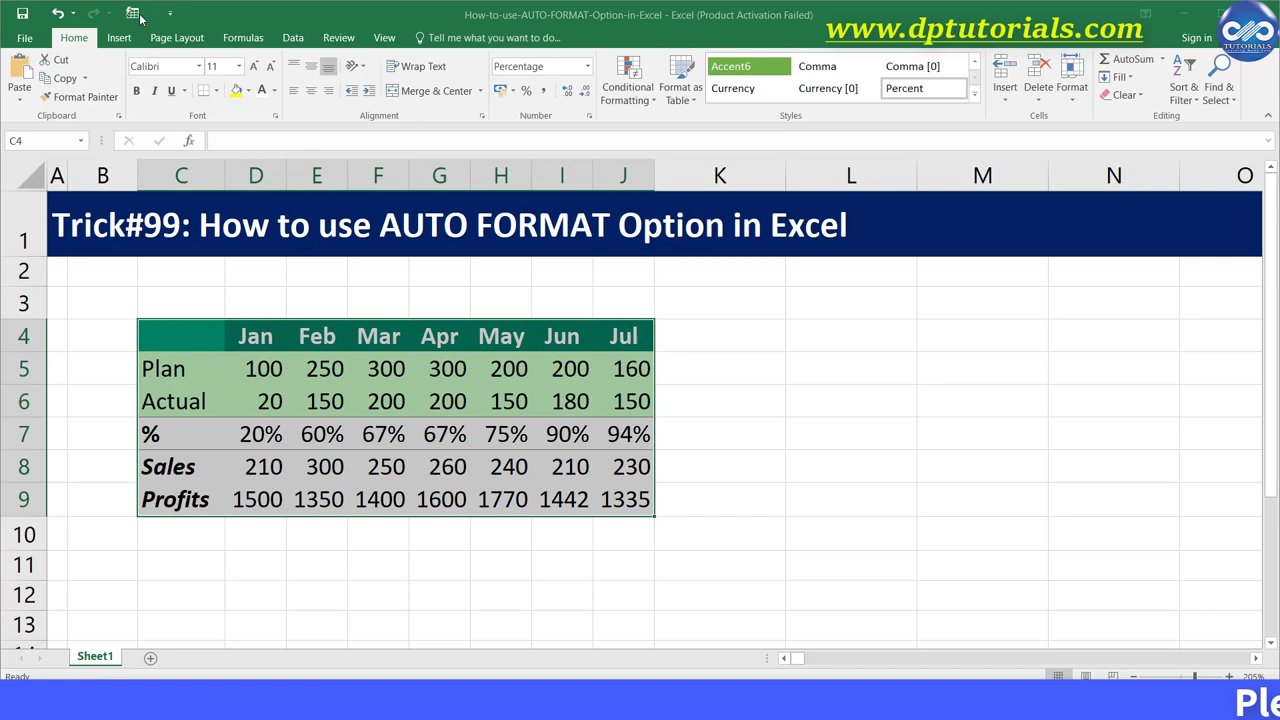 How-to-use-AUTO-FORMAT-Option-in-Excel - Excel (Product Activation Failed)
www.dptutorials.com
TUTORIALS
File Home Insert Page Layout Formulas Data Review View Tell me what you want to do... Sign in
Paste
Cut
Copy
Format Painter
Clipboard
Calibri 11
B I U
Font
Wrap Text
Merge & Center
Alignment
Percentage
%
Number
Conditional Formatting
Format as Table
Accent6 Comma Comma [0]
Currency Currency [0] Percent
Styles
Insert Delete Format
Cells
AutoSum
Fill
Clear
Sort & Filter
Find & Select
Editing
C4 fx
A B C D E F G H I J K L M N O
1 Trick#99: How to use AUTO FORMAT Option in Excel
2
3
4 Jan Feb Mar Apr May Jun Jul
5 Plan 100 250 300 300 200 200 160
6 Actual 20 150 200 200 150 180 150
7 % 20% 60% 67% 67% 75% 90% 94%
8 Sales 210 300 250 260 240 210 230
9 Profits 1500 1350 1400 1600 1770 1442 1335
10
11
12
13
Sheet1
Ready 205%
Ple